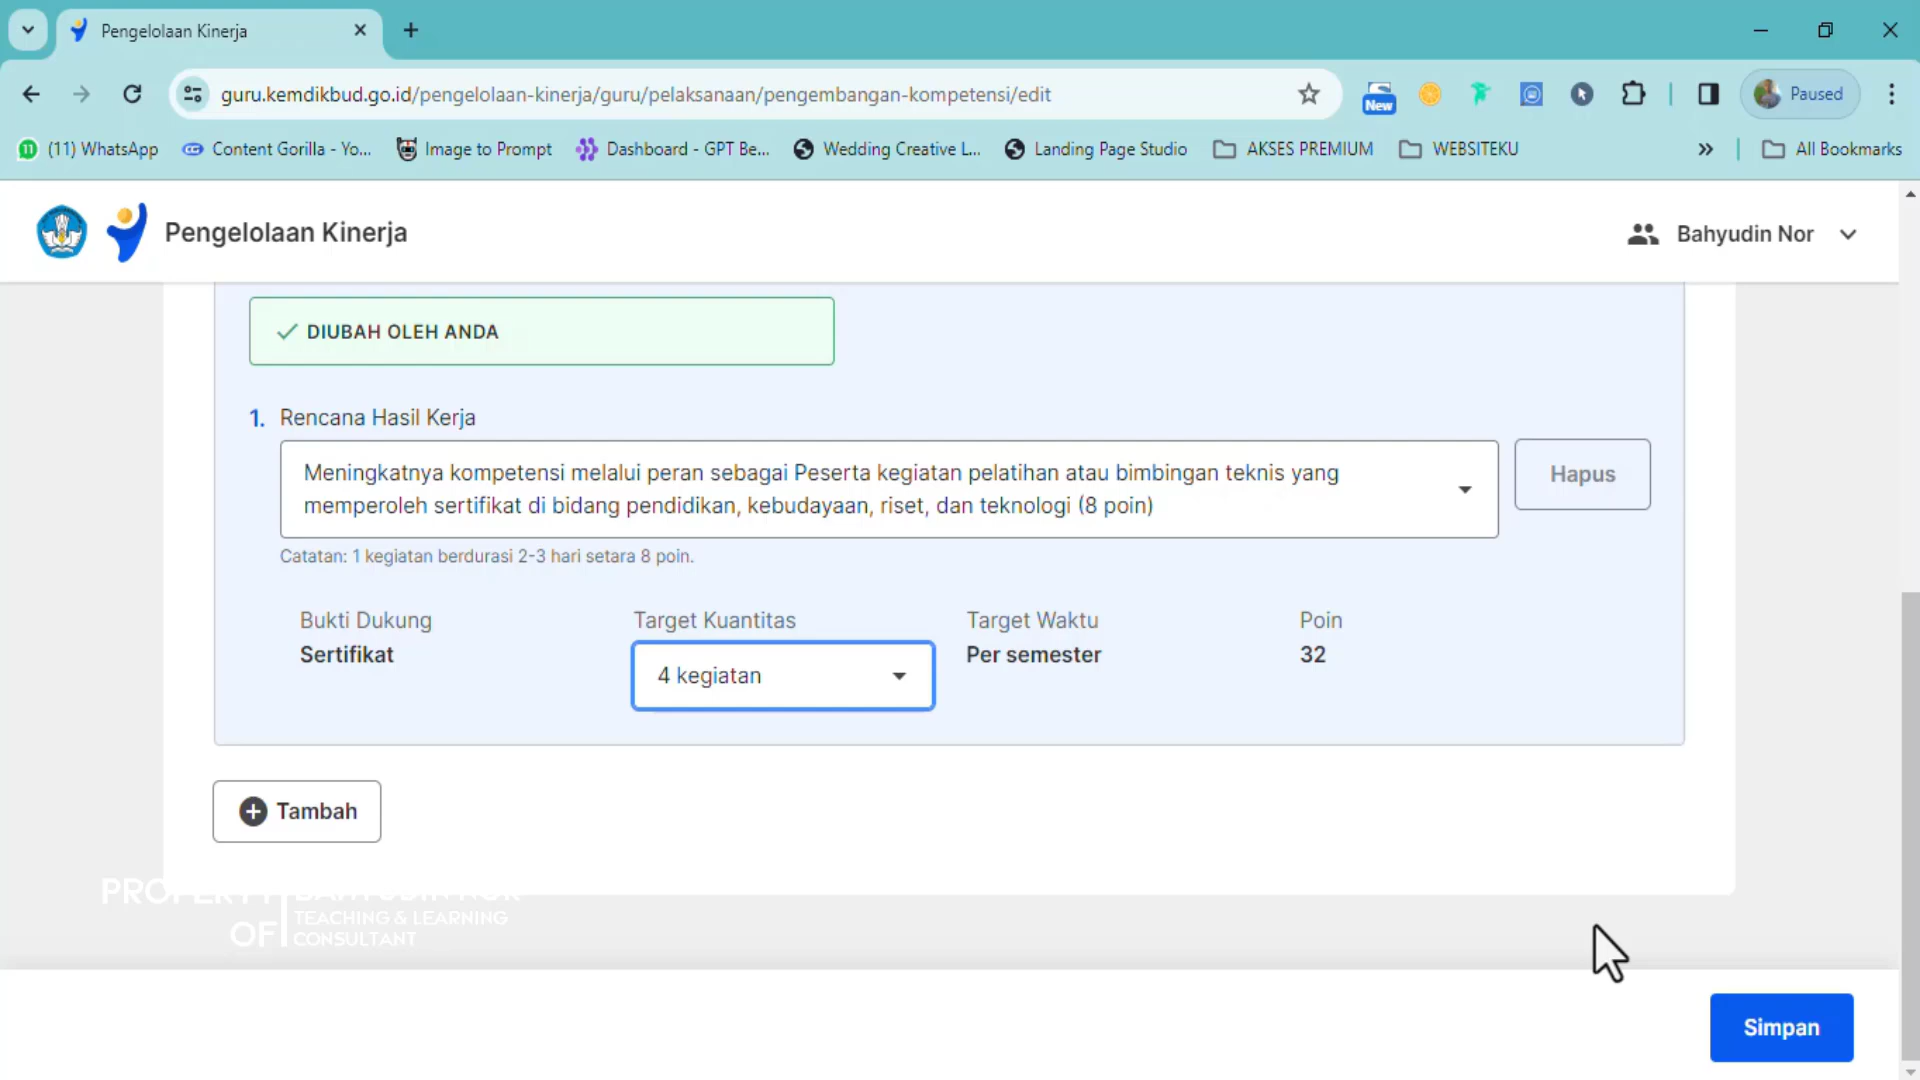 Pengelolaan Kinerja
guru.kemdikbud.go.id/pengelolaan-kinerja/guru/pelaksanaan/pengembangan-kompetensi/edit
New
Paused
11 (11) WhatsApp
Content Gorilla - Yo...
Image to Prompt
Dashboard - GPT Be...
Wedding Creative L...
Landing Page Studio
AKSES PREMIUM
WEBSITEKU
All Bookmarks
Pengelolaan Kinerja
Bahyudin Nor
DIUBAH OLEH ANDA
1. Rencana Hasil Kerja
Meningkatnya kompetensi melalui peran sebagai Peserta kegiatan pelatihan atau bimbingan teknis yang
memperoleh sertifikat di bidang pendidikan, kebudayaan, riset, dan teknologi (8 poin)
Hapus
Catatan: 1 kegiatan berdurasi 2-3 hari setara 8 poin.
Bukti Dukung
Sertifikat
Target Kuantitas
4 kegiatan
Target Waktu
Per semester
Poin
32
Tambah
PROPERTY
OF
BAHYUDIN NOR
TEACHING & LEARNING
CONSULTANT
Simpan